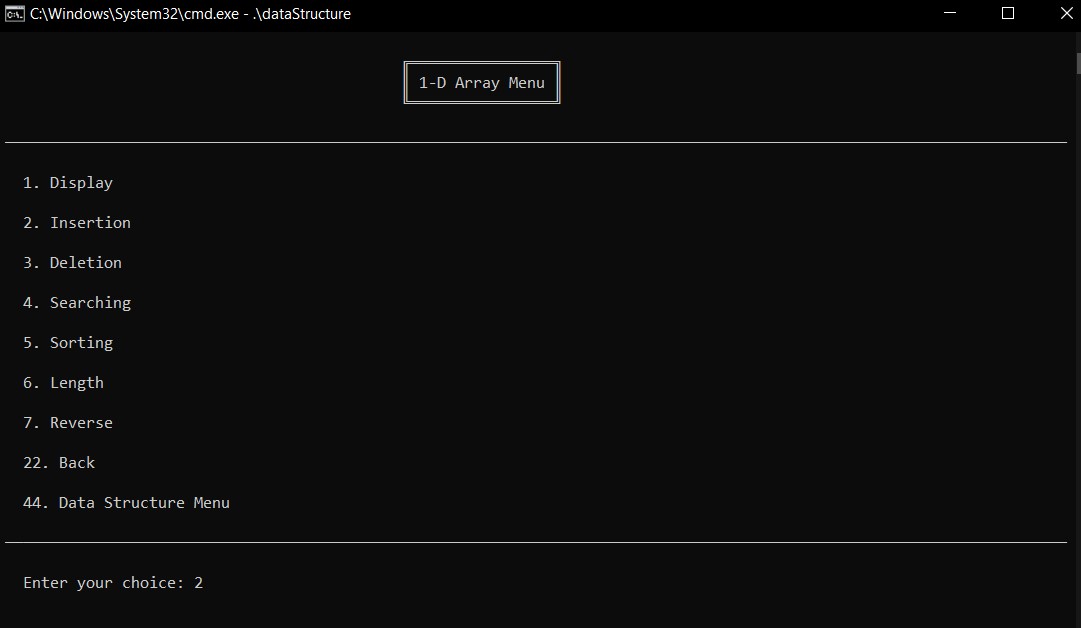 C:\Windows\System32\cmd.exe - .\dataStructure
1-D Array Menu
1. Display
2. Insertion
3. Deletion
4. Searching
5. Sorting
6. Length
7. Reverse
22. Back
44. Data Structure Menu
Enter your choice: 2